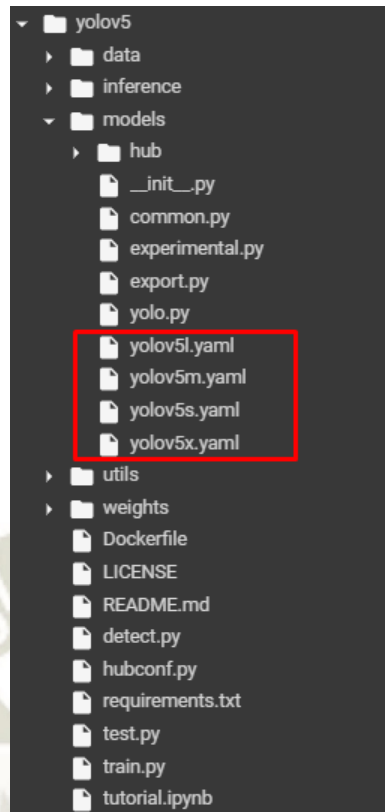 yolov5
data
inference
models
hub
__init__.py
common.py
experimental.py
export.py
yolo.py
yolov5l.yaml
yolov5m.yaml
yolov5s.yaml
yolov5x.yaml
utils
weights
Dockerfile
LICENSE
README.md
detect.py
hubconf.py
requirements.txt
test.py
train.py
tutorial.ipynb